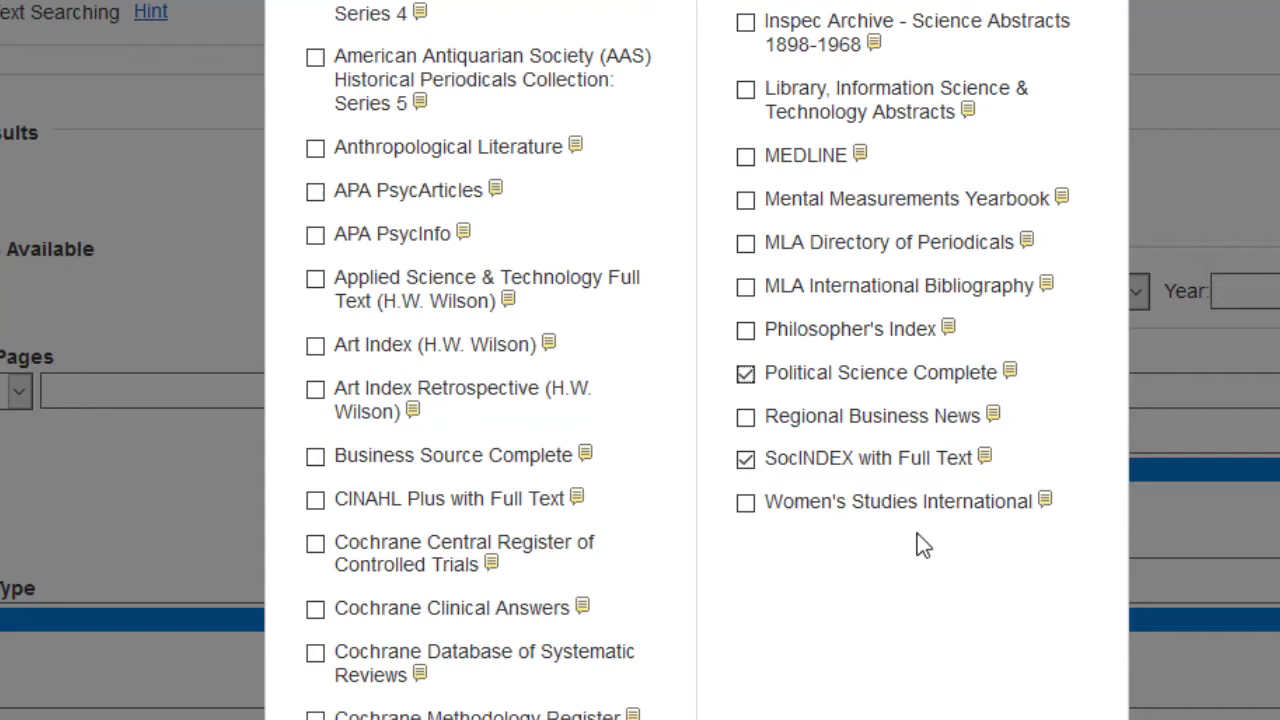 ext Searching Hint
sults
s Available
Pages
Type
Series 4
American Antiquarian Society (AAS)
Historical Periodicals Collection:
Series 5
Anthropological Literature
APA PsycArticles
APA PsycInfo
Applied Science & Technology Full
Text (H.W. Wilson)
Art Index (H.W. Wilson)
Art Index Retrospective (H.W.
Wilson)
Business Source Complete
CINAHL Plus with Full Text
Cochrane Central Register of
Controlled Trials
Cochrane Clinical Answers
Cochrane Database of Systematic
Reviews
Cochrane Methodology Register
Inspec Archive - Science Abstracts
1898-1968
Library, Information Science &
Technology Abstracts
MEDLINE
Mental Measurements Yearbook
MLA Directory of Periodicals
MLA International Bibliography
Philosopher's Index
Political Science Complete
Regional Business News
SocINDEX with Full Text
Women's Studies International
Year: